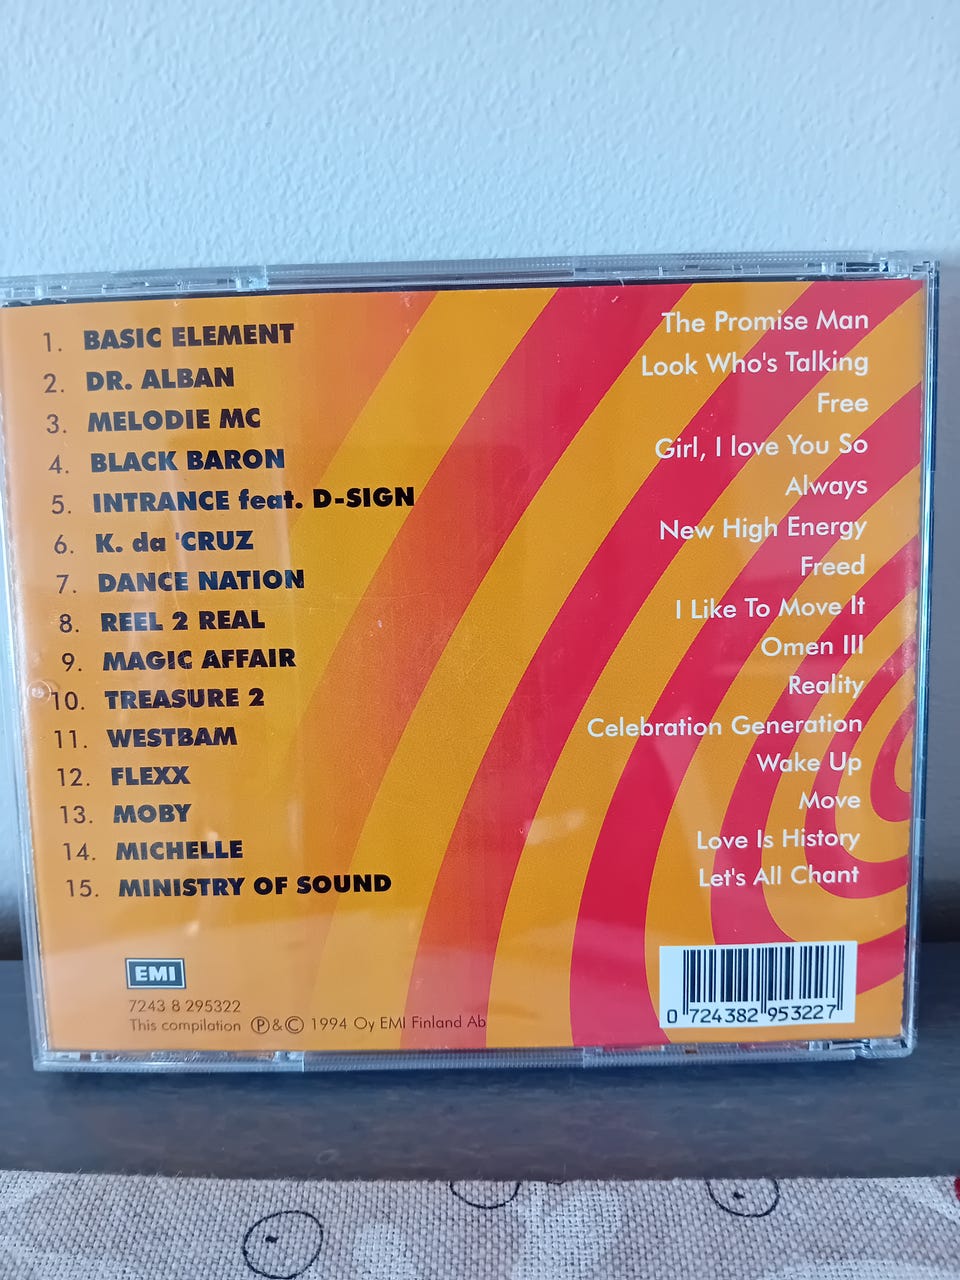 1. BASIC ELEMENT The Promise Man
2. DR. ALBAN Look Who's Talking
3. MELODIE MC Free
4. BLACK BARON Girl, I love You So
5. INTRANCE feat. D-SIGN Always
6. K. da 'CRUZ New High Energy
7. DANCE NATION Freed
8. REEL 2 REAL I Like To Move It
9. MAGIC AFFAIR Omen III
10. TREASURE 2 Reality
11. WESTBAM Celebration Generation
12. FLEXX Wake Up
13. MOBY Move
14. MICHELLE Love Is History
15. MINISTRY OF SOUND Let's All Chant
EMI
7243 8 295322
This compilation Ⓟ&© 1994 Oy EMI Finland Ab
0 724382 953227